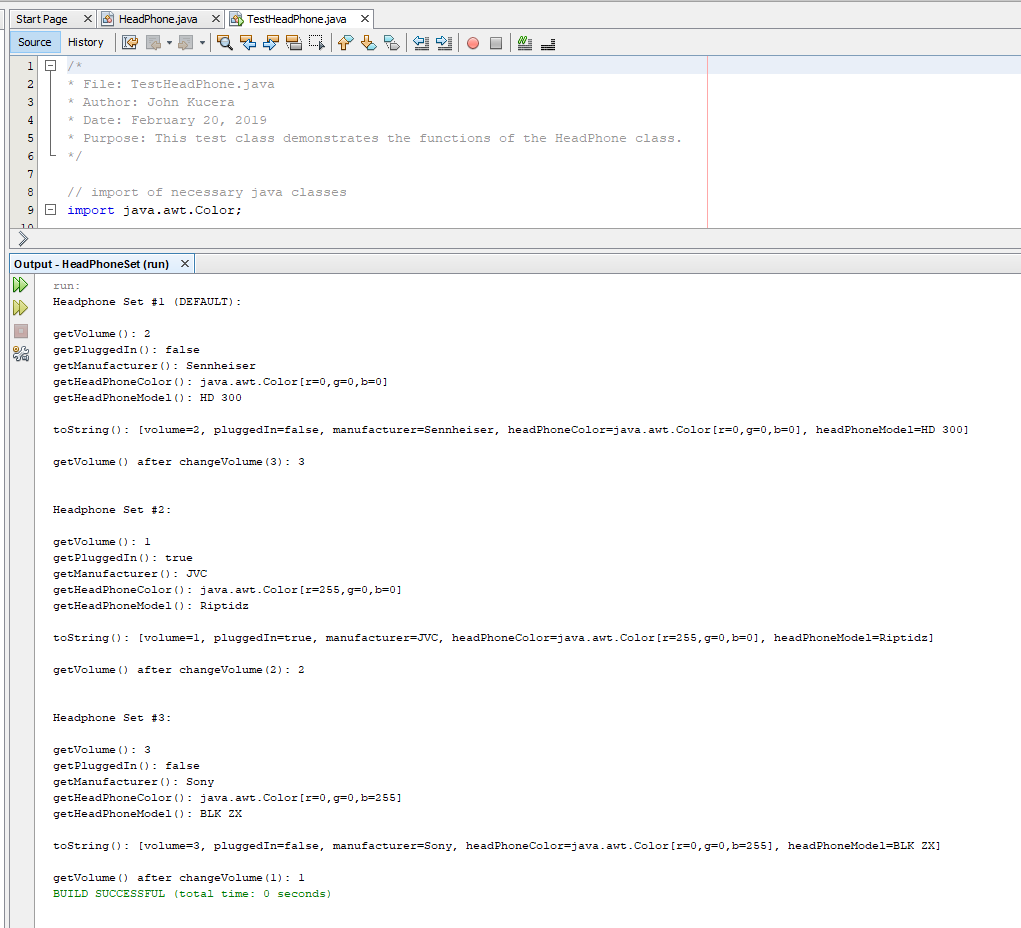 Start Page
HeadPhone.java
TestHeadPhone.java
Source History
1 /*
2 * File: TestHeadPhone.java
3 * Author: John Kucera
4 * Date: February 20, 2019
5 * Purpose: This test class demonstrates the functions of the HeadPhone class.
6 */
7
8 // import of necessary java classes
9 import java.awt.Color;
10
Output - HeadPhoneSet (run)
run:
Headphone Set #1 (DEFAULT):
getVolume(): 2
getPluggedIn(): false
getManufacturer(): Sennheiser
getHeadPhoneColor(): java.awt.Color[r=0,g=0,b=0]
getHeadPhoneModel(): HD 300
toString(): [volume=2, pluggedIn=false, manufacturer=Sennheiser, headPhoneColor=java.awt.Color[r=0,g=0,b=0], headPhoneModel=HD 300]
getVolume() after changeVolume(3): 3
Headphone Set #2:
getVolume(): 1
getPluggedIn(): true
getManufacturer(): JVC
getHeadPhoneColor(): java.awt.Color[r=255,g=0,b=0]
getHeadPhoneModel(): Riptidz
toString(): [volume=1, pluggedIn=true, manufacturer=JVC, headPhoneColor=java.awt.Color[r=255,g=0,b=0], headPhoneModel=Riptidz]
getVolume() after changeVolume(2): 2
Headphone Set #3:
getVolume(): 3
getPluggedIn(): false
getManufacturer(): Sony
getHeadPhoneColor(): java.awt.Color[r=0,g=0,b=255]
getHeadPhoneModel(): BLK ZX
toString(): [volume=3, pluggedIn=false, manufacturer=Sony, headPhoneColor=java.awt.Color[r=0,g=0,b=255], headPhoneModel=BLK ZX]
getVolume() after changeVolume(1): 1
BUILD SUCCESSFUL (total time: 0 seconds)